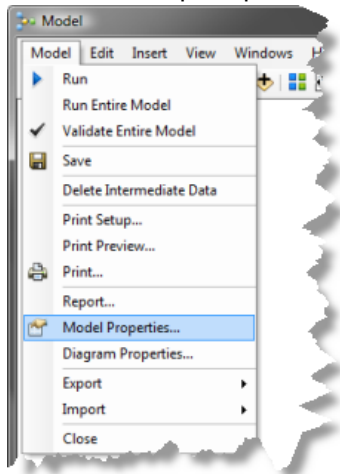 Model
Model Edit Insert View Windows
Run
Run Entire Model
Validate Entire Model
Save
Delete Intermediate Data
Print Setup...
Print Preview...
Print...
Report...
Model Properties...
Diagram Properties...
Export
Import
Close